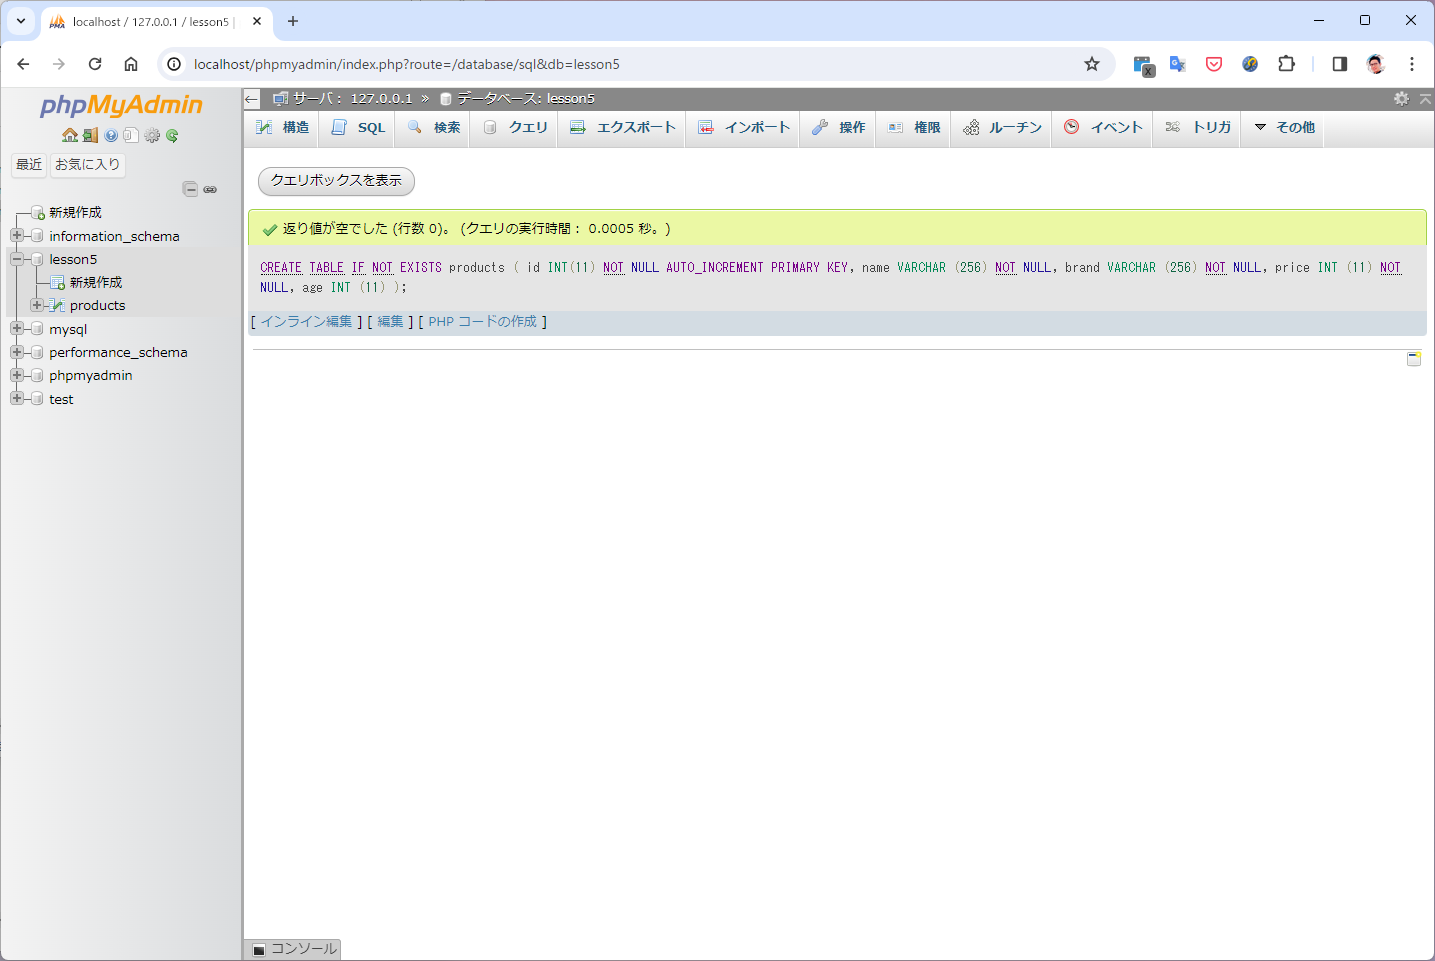 localhost / 127.0.0.1 / lesson5 |
localhost/phpmyadmin/index.php?route=/database/sql&db=lesson5
phpMyAdmin
最近 お気に入り
新規作成
information_schema
lesson5
新規作成
products
mysql
performance_schema
phpmyadmin
test
サーバ: 127.0.0.1 » データベース: lesson5
構造 SQL 検索 クエリ エクスポート インポート 操作 権限 ルーチン イベント トリガ その他
クエリボックスを表示
返り値が空でした (行数 0)。 (クエリの実行時間: 0.0005 秒。)
CREATE TABLE IF NOT EXISTS products ( id INT(11) NOT NULL AUTO_INCREMENT PRIMARY KEY, name VARCHAR (256) NOT NULL, brand VARCHAR (256) NOT NULL, price INT (11) NOT
NULL, age INT (11) );
[ インライン編集 ] [ 編集 ] [ PHP コードの作成 ]
コンソール